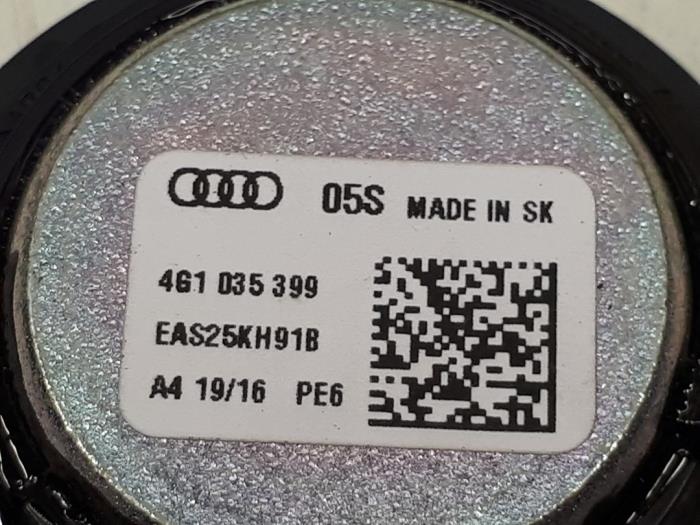 05S MADE IN SK
4G1 035 399
EAS25KH91B
A4 19/16 PE6